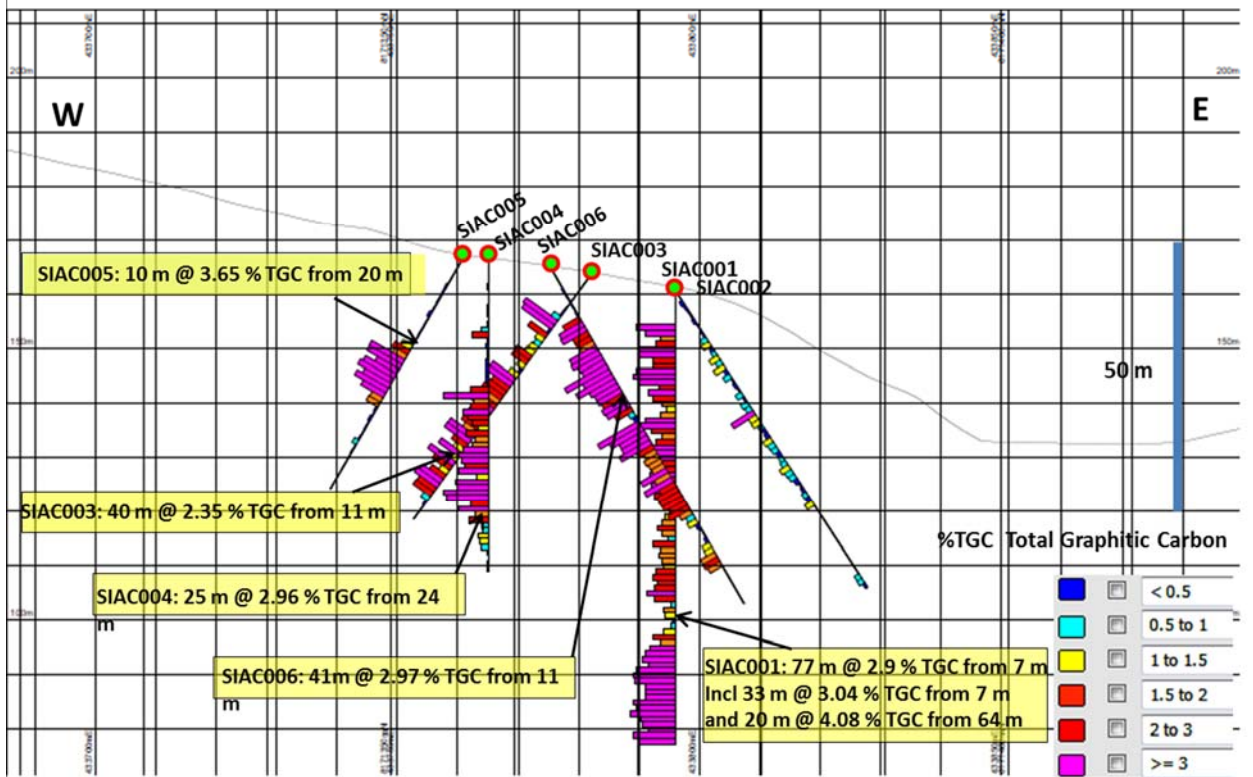 200m
200m
W
E
SIAC005
SIAC004
SIAC006
SIAC003
SIAC001
SIAC002
SIAC005: 10 m @ 3.65 % TGC from 20 m
150m
150m
50 m
SIAC003: 40 m @ 2.35 % TGC from 11 m
%TGC Total Graphitic Carbon
< 0.5
0.5 to 1
1 to 1.5
1.5 to 2
2 to 3
>= 3
SIAC004: 25 m @ 2.96 % TGC from 24
m
100m
SIAC006: 41m @ 2.97 % TGC from 11
m
SIAC001: 77 m @ 2.9 % TGC from 7 m
Incl 33 m @ 3.04 % TGC from 7 m
and 20 m @ 4.08 % TGC from 64 m